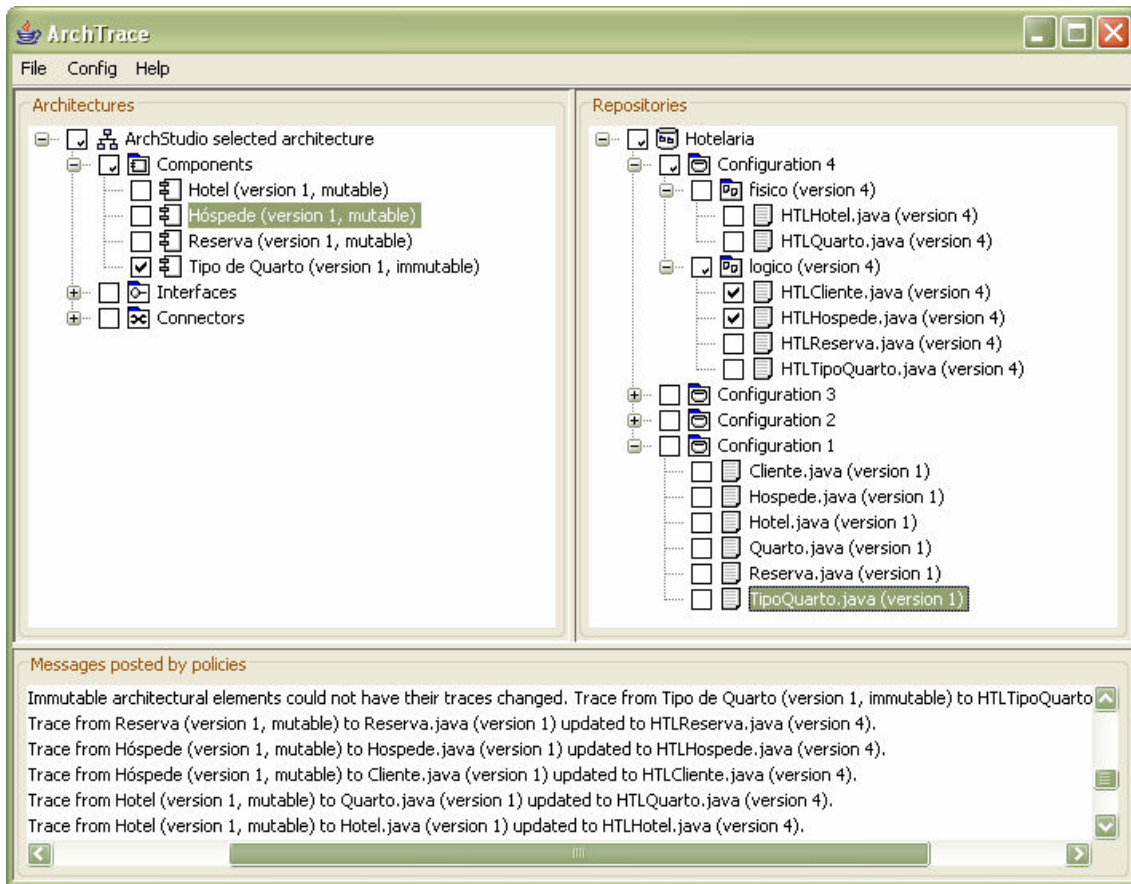 ArchTrace
File Config Help
Architectures
ArchStudio selected architecture
Components
Hotel (version 1, mutable)
Hóspede (version 1, mutable)
Reserva (version 1, mutable)
Tipo de Quarto (version 1, immutable)
Interfaces
Connectors
Repositories
Hotelaria
Configuration 4
fisico (version 4)
HTLHotel.java (version 4)
HTLQuarto.java (version 4)
logico (version 4)
HTLCliente.java (version 4)
HTLHospede.java (version 4)
HTLReserva.java (version 4)
HTLTipoQuarto.java (version 4)
Configuration 3
Configuration 2
Configuration 1
Cliente.java (version 1)
Hospede.java (version 1)
Hotel.java (version 1)
Quarto.java (version 1)
Reserva.java (version 1)
TipoQuarto.java (version 1)
Messages posted by policies
Immutable architectural elements could not have their traces changed. Trace from Tipo de Quarto (version 1, immutable) to HTLTipoQuarto
Trace from Reserva (version 1, mutable) to Reserva.java (version 1) updated to HTLReserva.java (version 4).
Trace from Hóspede (version 1, mutable) to Hospede.java (version 1) updated to HTLHospede.java (version 4).
Trace from Hóspede (version 1, mutable) to Cliente.java (version 1) updated to HTLCliente.java (version 4).
Trace from Hotel (version 1, mutable) to Quarto.java (version 1) updated to HTLQuarto.java (version 4).
Trace from Hotel (version 1, mutable) to Hotel.java (version 1) updated to HTLHotel.java (version 4).